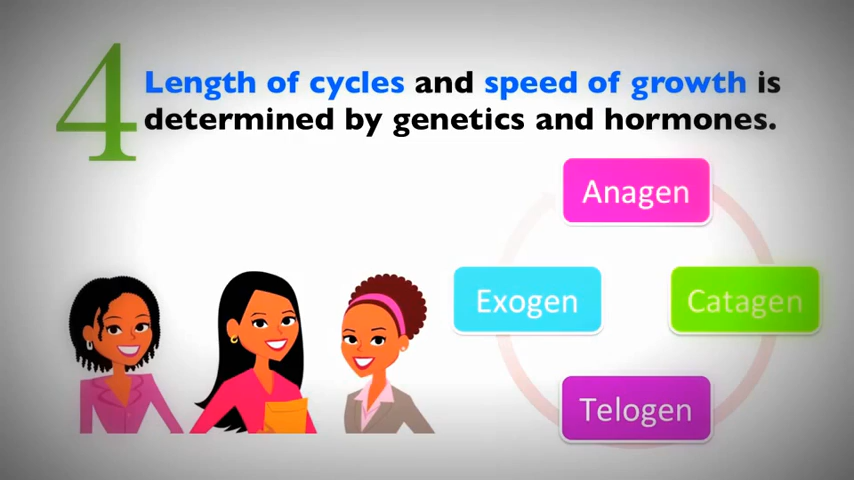 4
Length of cycles and speed of growth is
determined by genetics and hormones.
Anagen
Exogen
Catagen
Telogen